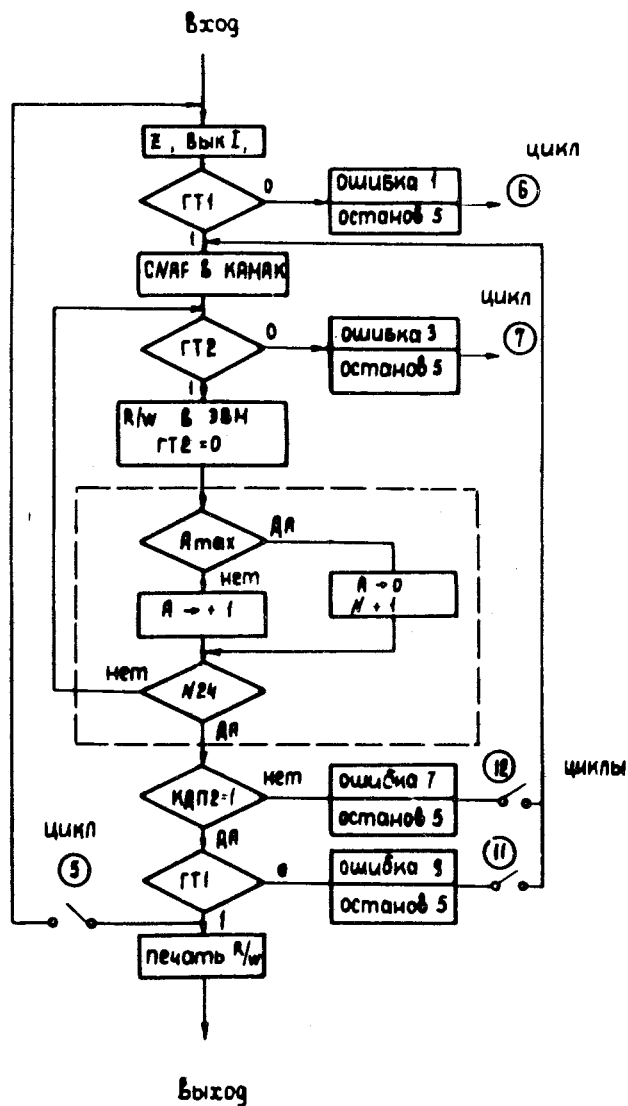 Вход
Z, Вык I,
цикл
ГТ1
0
ошибка 1
останов 5
6
1
CNAF в КАМАК
цикл
ГТ2
0
ошибка 3
останов 5
7
1
R/W в ЭВМ
ГТ2=0
Amax
ДА
нет
A → + 1
A → 0
N + 1
нет
N24
ДА
КДП2=1
нет
ошибка 7
останов 5
12
циклы
цикл
5
ДА
ГТ1
0
ошибка 9
останов 5
11
1
печать R/W
Выход